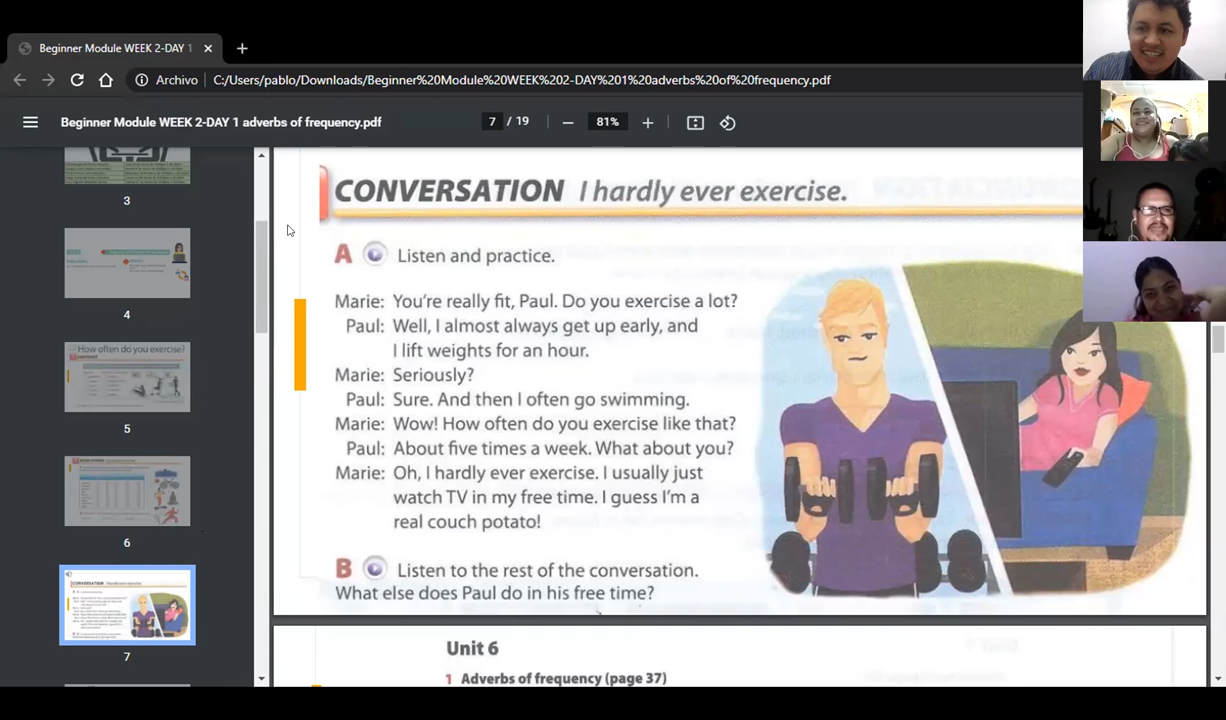 Beginner Module WEEK 2-DAY 1
Archivo C:/Users/pablo/Downloads/Beginner%20Module%20WEEK%202-DAY%201%20adverbs%20of%20frequency.pdf
Beginner Module WEEK 2-DAY 1 adverbs of frequency.pdf
7 / 19
81%
3
4
How often do you exercise?
5
6
7
CONVERSATION I hardly ever exercise.
A Listen and practice.
Marie: You're really fit, Paul. Do you exercise a lot?
Paul: Well, I almost always get up early, and
I lift weights for an hour.
Marie: Seriously?
Paul: Sure. And then I often go swimming.
Marie: Wow! How often do you exercise like that?
Paul: About five times a week. What about you?
Marie: Oh, I hardly ever exercise. I usually just
watch TV in my free time. I guess I'm a
real couch potato!
B Listen to the rest of the conversation.
What else does Paul do in his free time?
Unit 6
1 Adverbs of frequency (page 37)